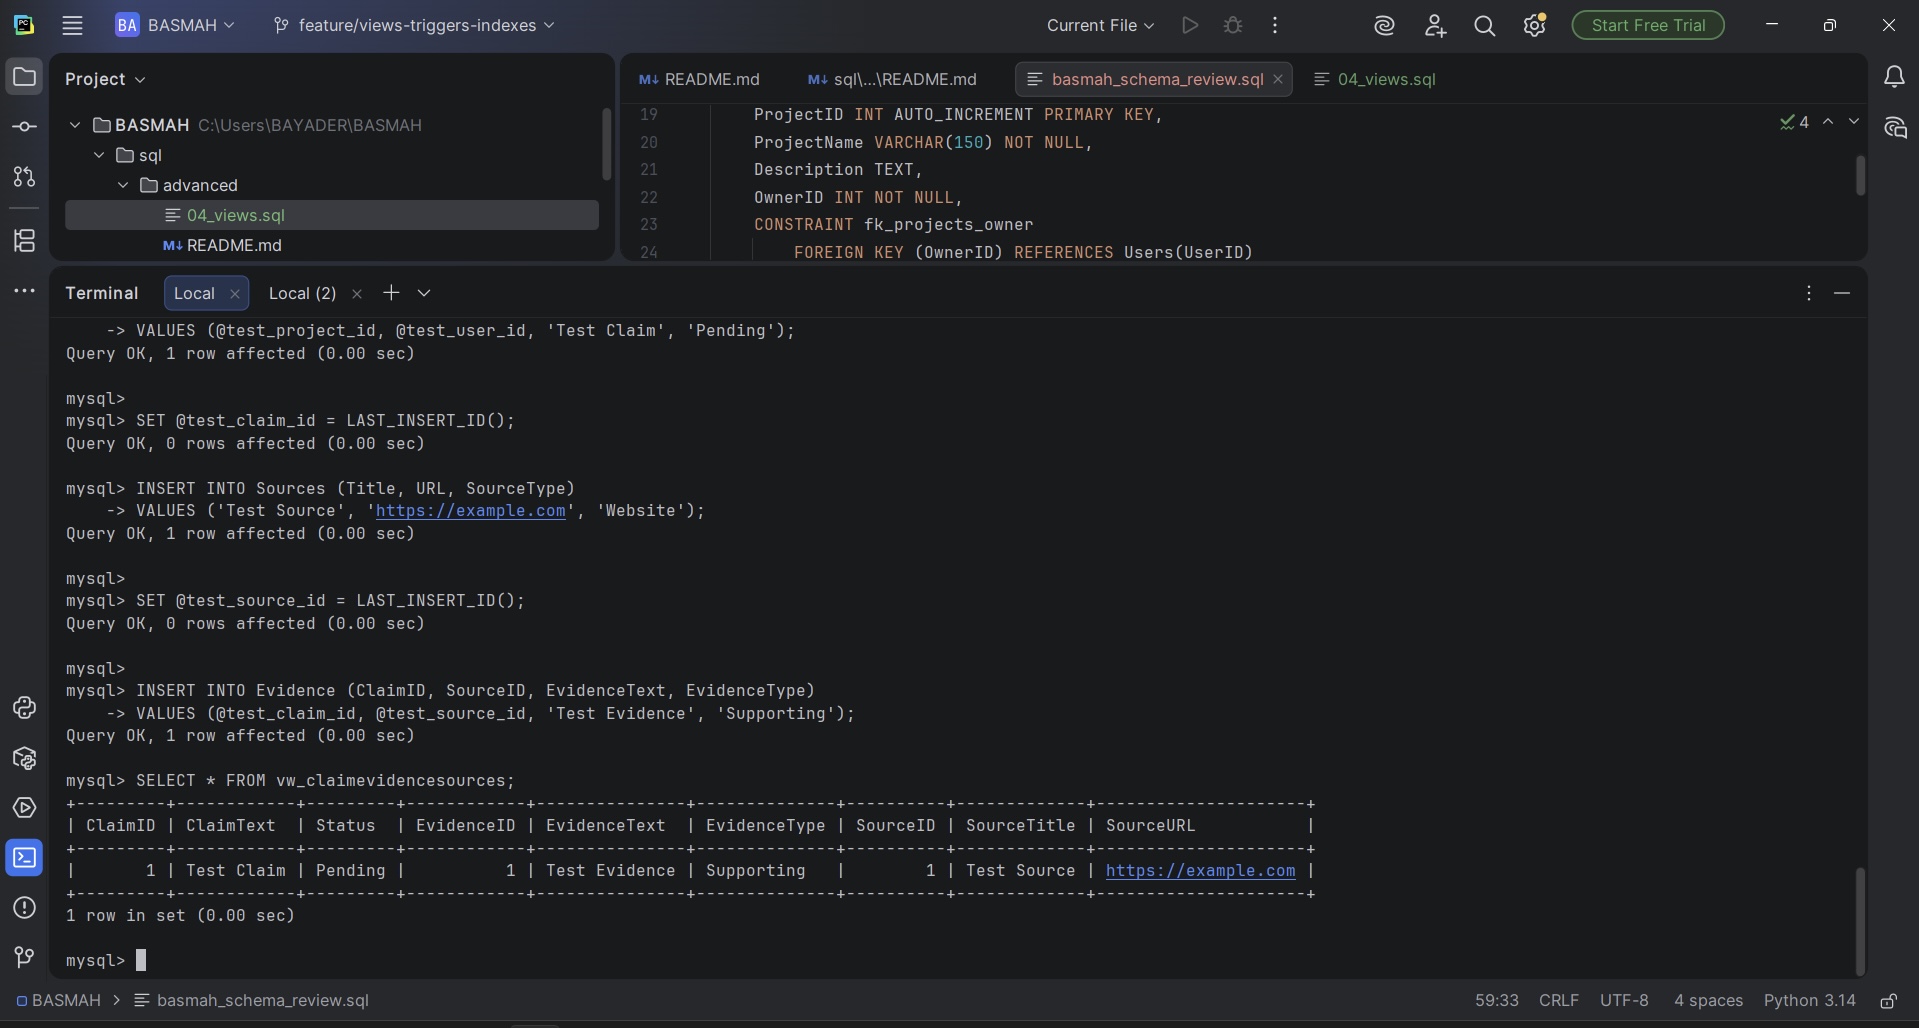 PC
BA BASMAH
feature/views-triggers-indexes
Current File
Start Free Trial
Project
BASMAH C:\Users\BAYADER\BASMAH
sql
advanced
04_views.sql
M↓ README.md
M↓ README.md
M↓ sql\...\README.md
basmah_schema_review.sql
04_views.sql
19 ProjectID INT AUTO_INCREMENT PRIMARY KEY,
20 ProjectName VARCHAR(150) NOT NULL,
21 Description TEXT,
22 OwnerID INT NOT NULL,
23 CONSTRAINT fk_projects_owner
24 FOREIGN KEY (OwnerID) REFERENCES Users(UserID)
4
Terminal
Local
Local (2)
-> VALUES (@test_project_id, @test_user_id, 'Test Claim', 'Pending');
Query OK, 1 row affected (0.00 sec)
mysql>
mysql> SET @test_claim_id = LAST_INSERT_ID();
Query OK, 0 rows affected (0.00 sec)
mysql> INSERT INTO Sources (Title, URL, SourceType)
-> VALUES ('Test Source', 'https://example.com', 'Website');
Query OK, 1 row affected (0.00 sec)
mysql>
mysql> SET @test_source_id = LAST_INSERT_ID();
Query OK, 0 rows affected (0.00 sec)
mysql>
mysql> INSERT INTO Evidence (ClaimID, SourceID, EvidenceText, EvidenceType)
-> VALUES (@test_claim_id, @test_source_id, 'Test Evidence', 'Supporting');
Query OK, 1 row affected (0.00 sec)
mysql> SELECT * FROM vw_claimevidencesources;
+---------+------------+---------+------------+---------------+--------------+----------+-------------+---------------------+
| ClaimID | ClaimText  | Status  | EvidenceID | EvidenceText  | EvidenceType | SourceID | SourceTitle | SourceURL           |
+---------+------------+---------+------------+---------------+--------------+----------+-------------+---------------------+
|       1 | Test Claim | Pending |          1 | Test Evidence | Supporting   |        1 | Test Source | https://example.com |
+---------+------------+---------+------------+---------------+--------------+----------+-------------+---------------------+
1 row in set (0.00 sec)
mysql>
BASMAH > basmah_schema_review.sql
59:33 CRLF UTF-8 4 spaces Python 3.14